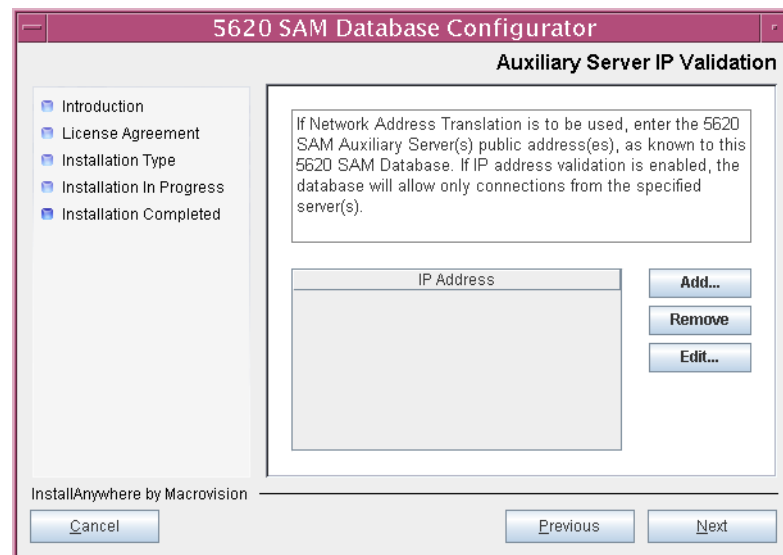 5620 SAM Database Configurator
Auxiliary Server IP Validation
Introduction
License Agreement
Installation Type
Installation In Progress
Installation Completed
If Network Address Translation is to be used, enter the 5620
SAM Auxiliary Server(s) public address(es), as known to this
5620 SAM Database. If IP address validation is enabled, the
database will allow only connections from the specified
server(s).
IP Address
Add...
Remove
Edit...
InstallAnywhere by Macrovision
Cancel
Previous
Next